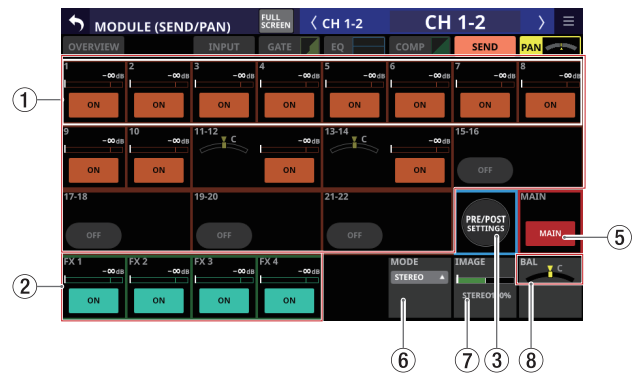 MODULE (SEND/PAN) FULL SCREEN CH 1-2 CH 1-2
OVERVIEW INPUT GATE EQ COMP SEND PAN
1 2 3 4 5 6 7 8
-∞dB -∞dB -∞dB -∞dB -∞dB -∞dB -∞dB -∞dB
① ON ON ON ON ON ON ON ON
9 10 11-12 13-14 15-16
-∞dB -∞dB C -∞dB C -∞dB
ON ON ON ON OFF
17-18 19-20 21-22 MAIN
PRE/POST
SETTINGS
OFF OFF OFF MAIN ⑤
FX 1 FX 2 FX 3 FX 4 MODE IMAGE BAL
-∞dB -∞dB -∞dB -∞dB STEREO C
② ON ON ON ON STEREO100%
⑥ ⑦ ③ ⑧